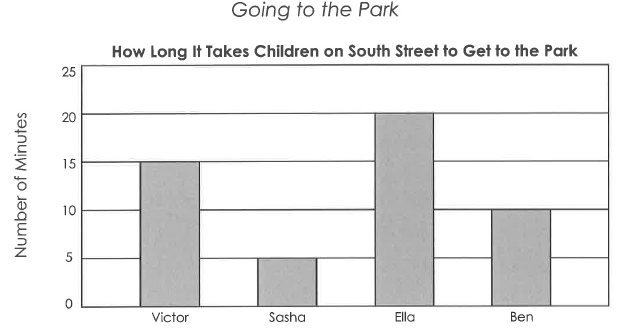 Going to the Park
How Long It Takes Children on South Street to Get to the Park
Number of Minutes
25
20
15
10
5
0
Victor
Sasha
Ella
Ben